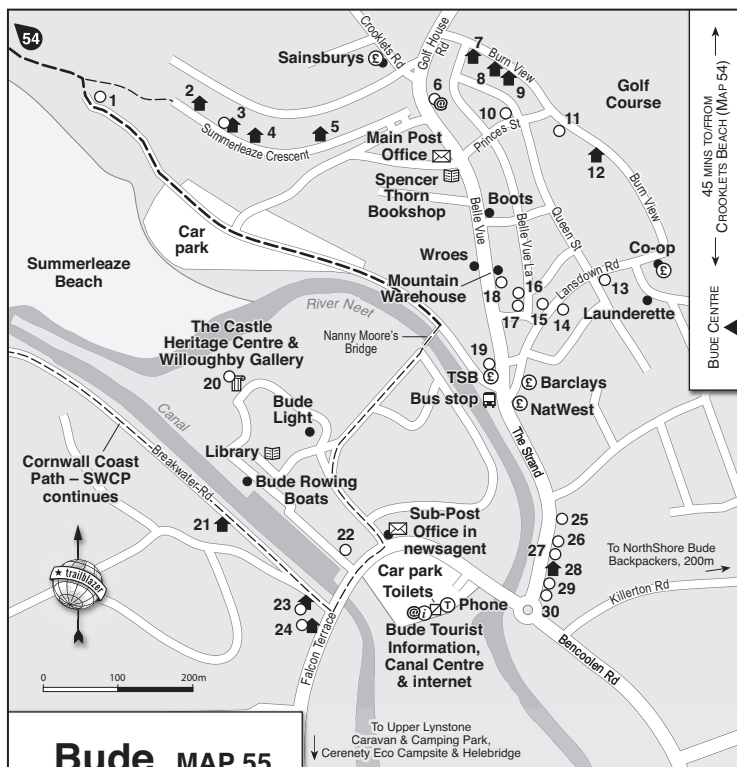 54
Crooklets Rd
Golf House
Rd
Sainsburys
£
7
Burn View
8
9
6
@
10
11
Golf
Course
1
2
3
4
5
Summerleaze Crescent
Main Post
Office
Princes St
12
Burn View
Spencer
Thorn
Bookshop
Belle Vue
Boots
Belle Vue La
Queen St
45 MINS TO/FROM
CROOKLETS BEACH (MAP 54)
BUDE CENTRE
Car
park
Summerleaze
Beach
Wroes
Mountain
Warehouse
18
16
17
15
14
Lansdown Rd
13
Co-op
£
Launderette
River Neet
Nanny Moore's
Bridge
The Castle
Heritage Centre &
Willoughby Gallery
20
19
TSB
£
Bus stop
£
Barclays
£
NatWest
Bude
Light
The Strand
Canal
Library
Bude Rowing
Boats
Cornwall Coast
Path – SWCP
continues
Breakwater Rd
21
22
Sub-Post
Office in
newsagent
25
26
27
28
29
30
To NorthShore Bude
Backpackers, 200m
Killerton Rd
Car park
Toilets
@
i
T
Phone
Bude Tourist
Information,
Canal Centre
& internet
Bencoolen Rd
★ trailblazer
23
24
Falcon Terrace
0 100 200m
To Upper Lynstone
Caravan & Camping Park,
Cerenety Eco Campsite & Helebridge
Bude MAP 55